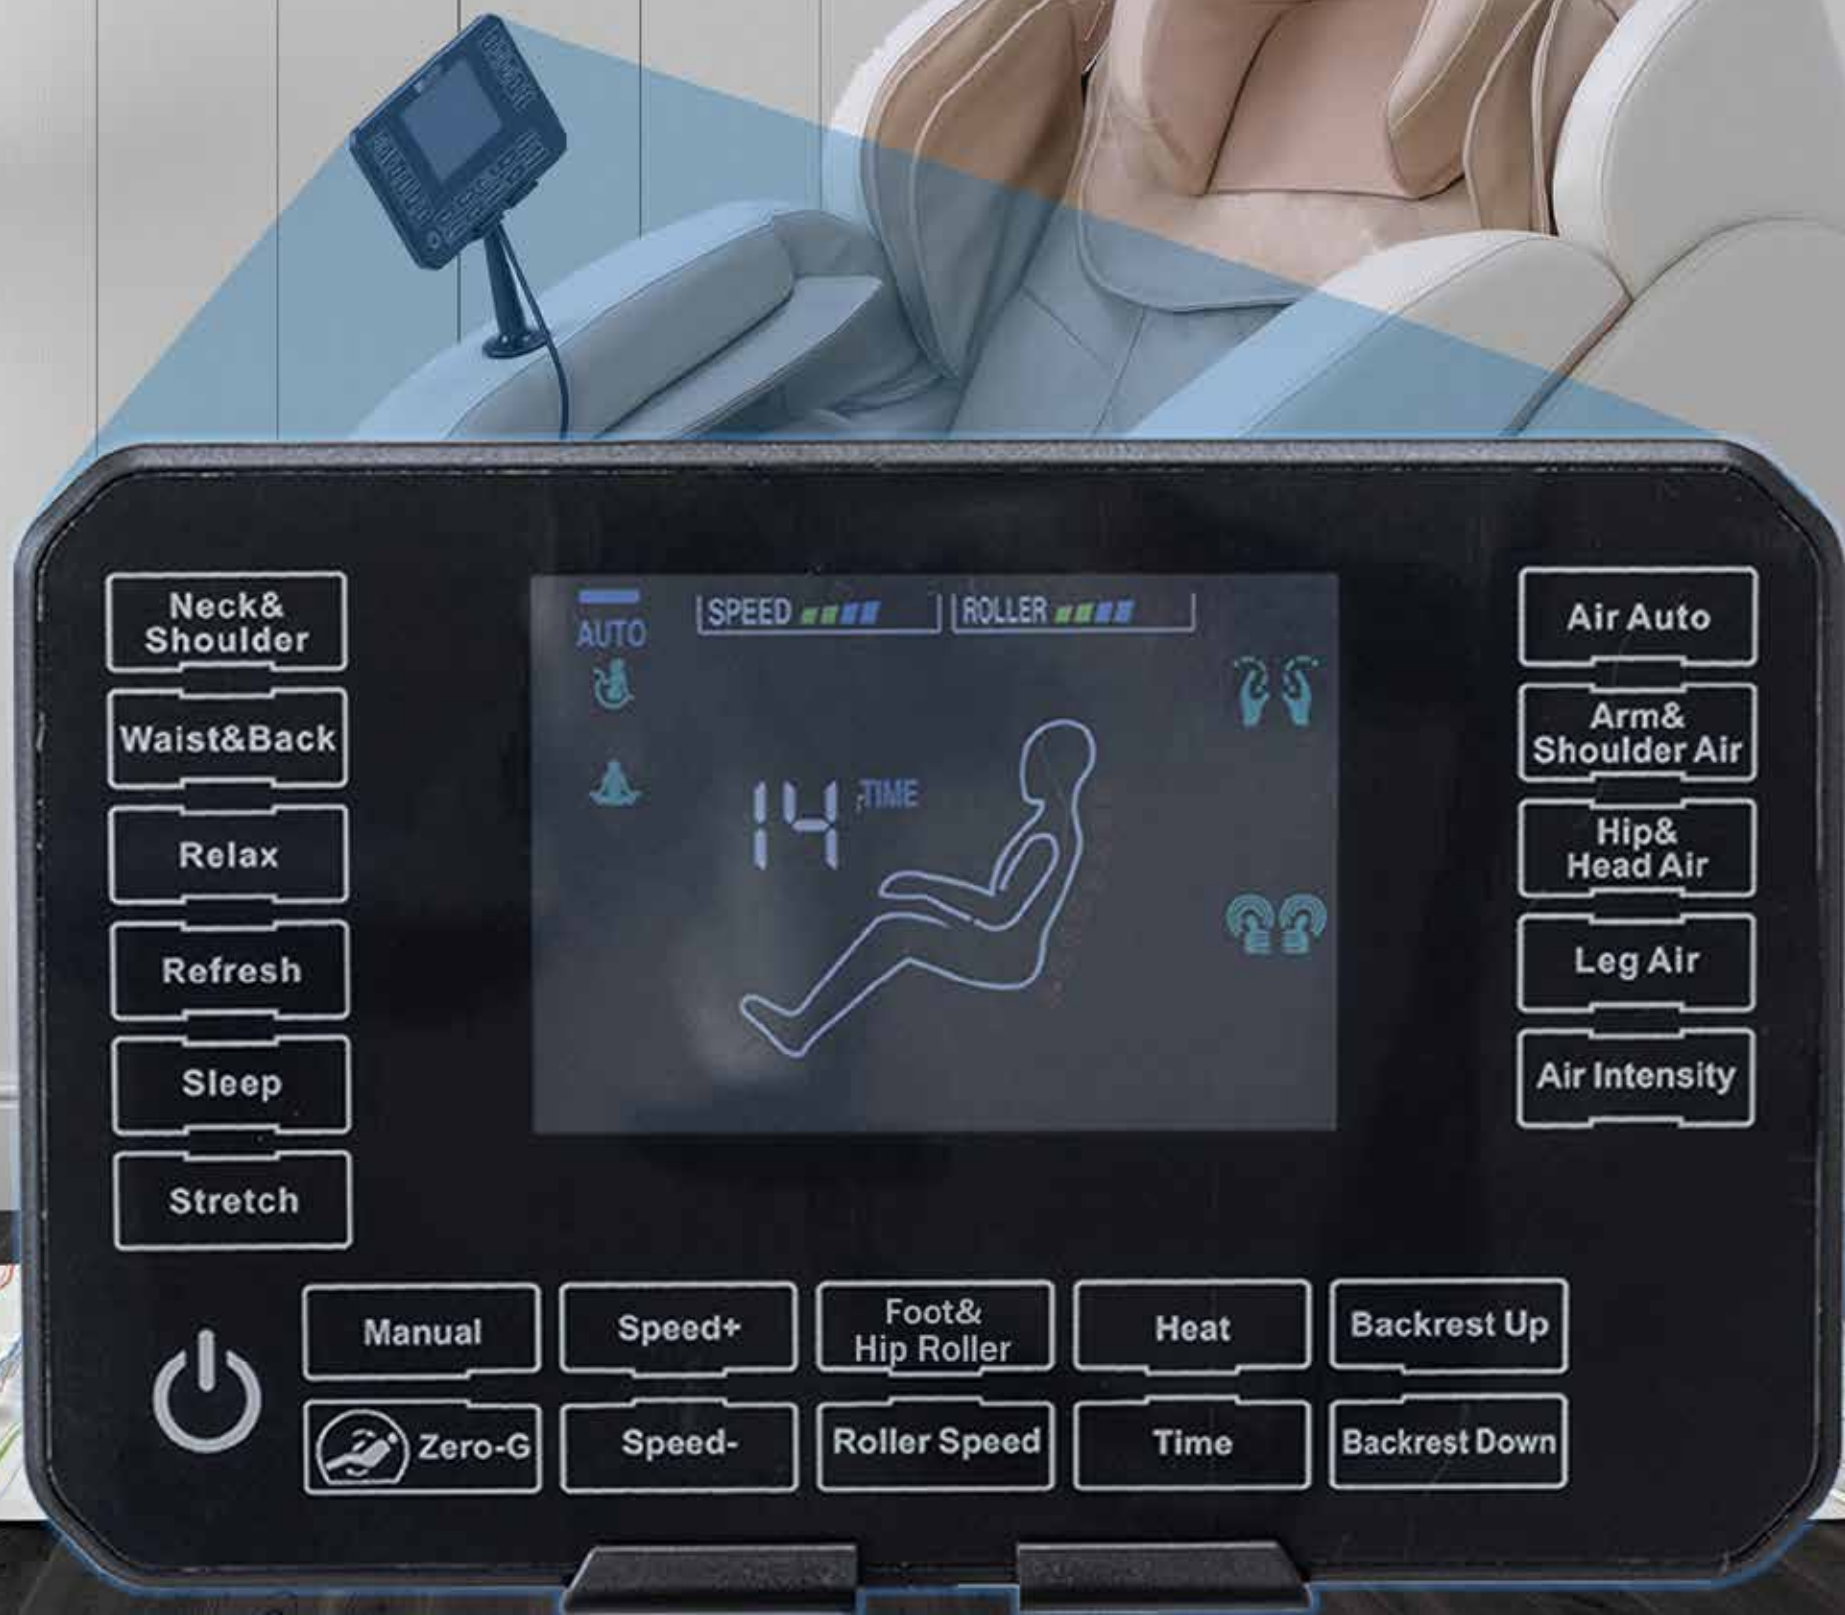 Neck&
Shoulder
Waist&Back
Relax
Refresh
Sleep
Stretch
AUTO
SPEED
ROLLER
14 TIME
Air Auto
Arm&
Shoulder Air
Hip&
Head Air
Leg Air
Air Intensity
Manual
Speed+
Foot&
Hip Roller
Heat
Backrest Up
Zero-G
Speed-
Roller Speed
Time
Backrest Down